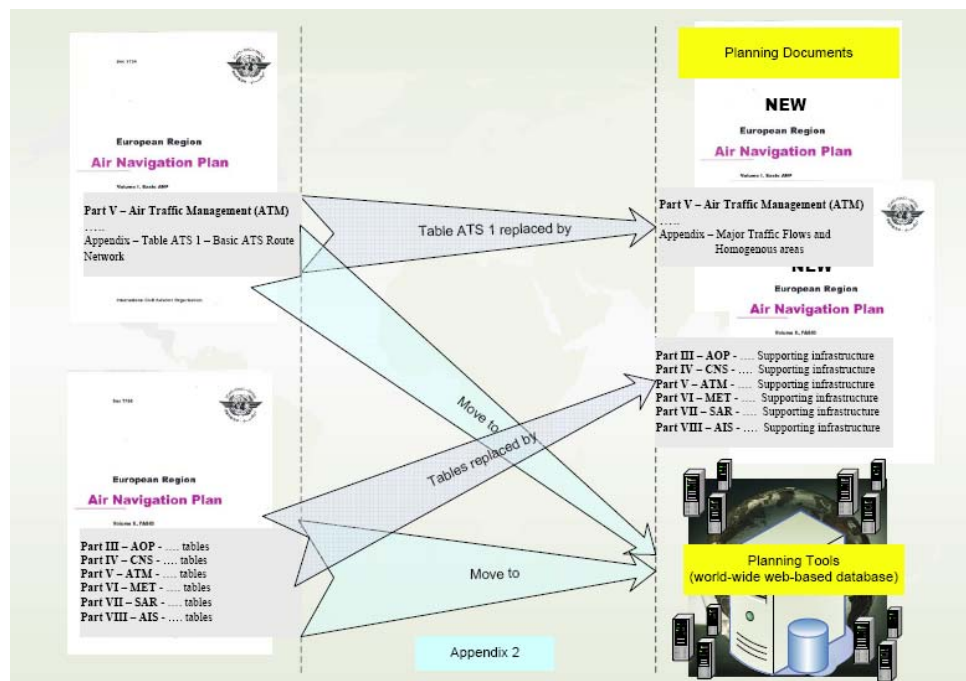 Doc 7754
European Region
Air Navigation Plan
Volume I, Basic ANP
Part V – Air Traffic Management (ATM)
…..
Appendix – Table ATS 1 – Basic ATS Route
Network
International Civil Aviation Organization
European Region
Air Navigation Plan
Volume II, FASID
Part III – AOP - …. tables
Part IV – CNS - …. tables
Part V – ATM - …. tables
Part VI – MET - …. tables
Part VII – SAR - …. tables
Part VIII – AIS - …. tables
Table ATS 1 replaced by
Move to
Tables replaced by
Move to
Appendix 2
Planning Documents
NEW
European Region
Air Navigation Plan
Volume I, Basic ANP
Part V – Air Traffic Management (ATM)
…..
Appendix – Major Traffic Flows and
Homogenous areas
NEW
European Region
Air Navigation Plan
Volume II, FASID
Part III – AOP - …. Supporting infrastructure
Part IV – CNS - …. Supporting infrastructure
Part V – ATM - …. Supporting infrastructure
Part VI – MET - …. Supporting infrastructure
Part VII – SAR - …. Supporting infrastructure
Part VIII – AIS - …. Supporting infrastructure
Planning Tools
(world-wide web-based database)